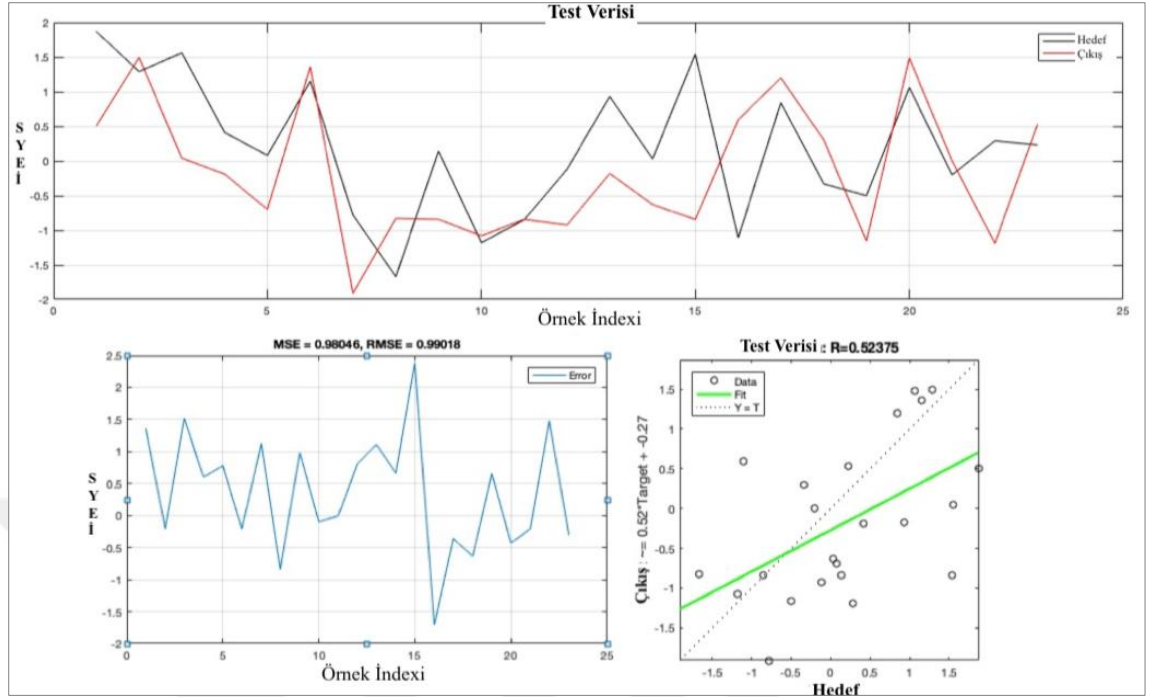 Test Verisi
2
1.5
1
0.5
0
-0.5
-1
-1.5
-2
S
Y
E
İ
Hedef
Çıkış
0
5
10
15
20
25
Örnek İndexi
MSE = 0.98046, RMSE = 0.99018
2.5
2
1.5
1
0.5
0
-0.5
-1
-1.5
-2
S
Y
E
İ
Error
0
5
10
15
20
25
Örnek İndexi
Test Verisi : R=0.52375
Data
Fit
Y = T
Çıkış : ~= 0.52*Target + -0.27
1.5
1
0.5
0
-0.5
-1
-1.5
-1.5
-1
-0.5
0
0.5
1
1.5
Hedef